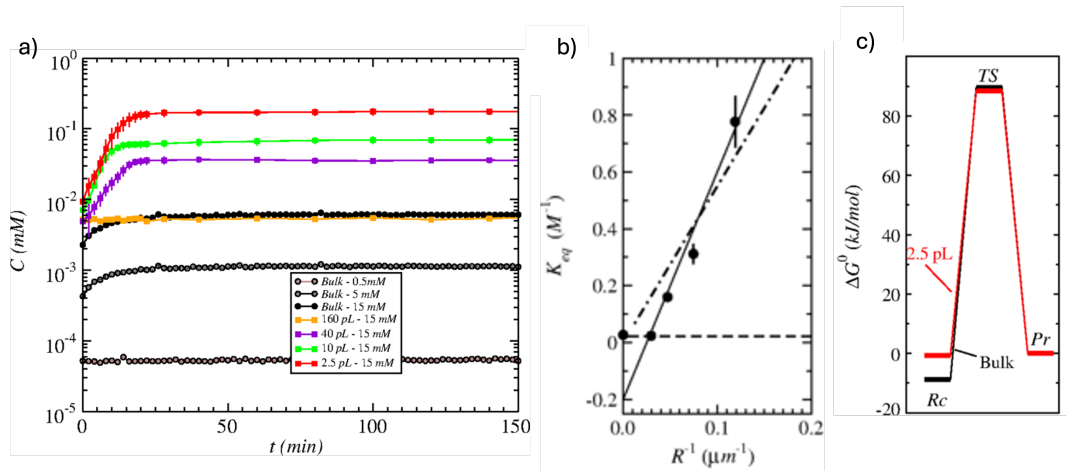 a)
10^0
10^-1
10^-2
10^-3
10^-4
10^-5
C (mM)
0
50
100
150
t (min)
Bulk - 0.5mM
Bulk - 5 mM
Bulk - 15 mM
160 pL - 15 mM
40 pL - 15 mM
10 pL - 15 mM
2.5 pL - 15 mM
b)
1
0.8
0.6
0.4
0.2
0
-0.2
K_eq (M^-1)
0.0
0.1
0.2
R^-1 (μm^-1)
c)
80
60
40
20
0
-20
ΔG^0 (kJ/mol)
TS
2.5 pL
Bulk
Pr
Rc